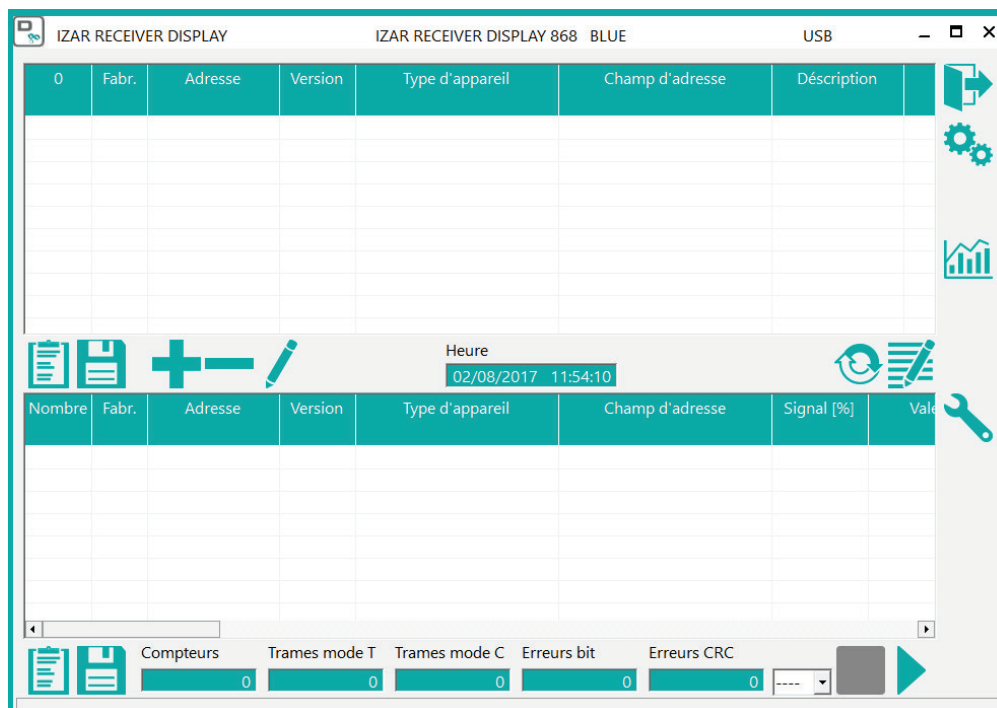 IZAR RECEIVER DISPLAY IZAR RECEIVER DISPLAY 868 BLUE USB
0 Fabr. Adresse Version Type d'appareil Champ d'adresse Déscription
Heure
02/08/2017 11:54:10
Nombre Fabr. Adresse Version Type d'appareil Champ d'adresse Signal [%] Vale
Compteurs Trames mode T Trames mode C Erreurs bit Erreurs CRC
0 0 0 0 0 ----